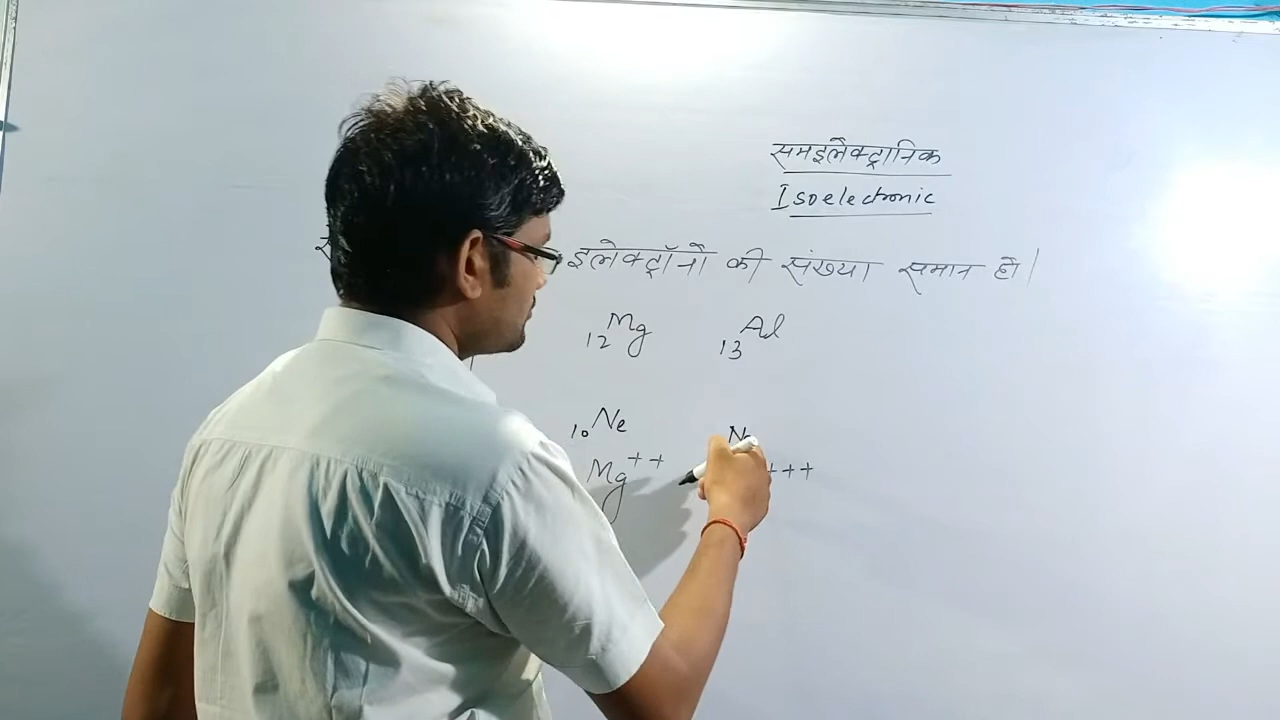 समइलैक्ट्रानिक
Isoelectronic
इलेक्ट्रॉनों की संख्या समान हो।
12Mg 13Al
10Ne
Mg++ +++